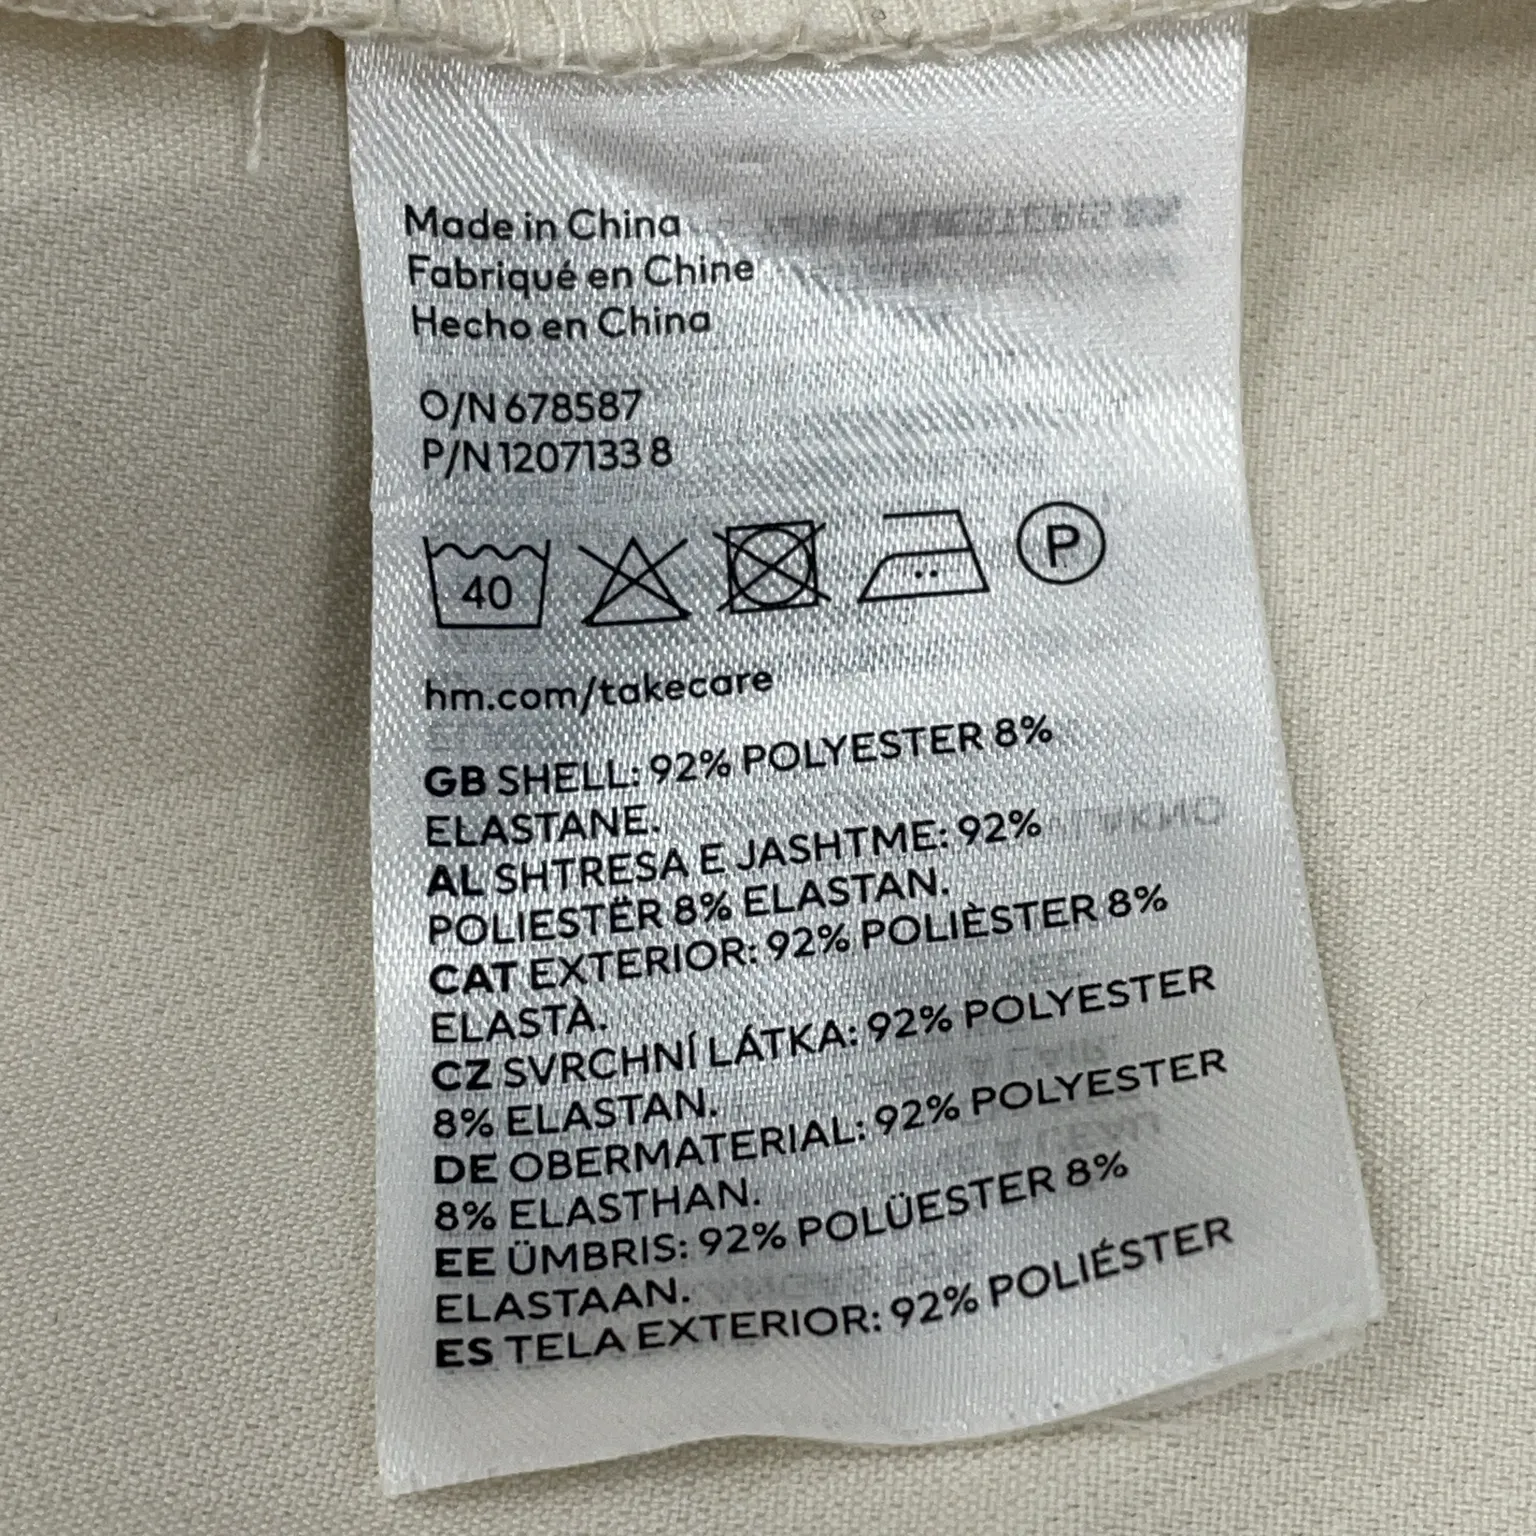 Made in China
Fabriqué en Chine
Hecho en China
O/N 678587
P/N 1207133 8
40
P
hm.com/takecare
GB SHELL: 92% POLYESTER 8%
ELASTANE.
AL SHTRESA E JASHTME: 92%
POLIESTËR 8% ELASTAN.
CAT EXTERIOR: 92% POLIÈSTER 8%
ELASTÀ.
CZ SVRCHNÍ LÁTKA: 92% POLYESTER
8% ELASTAN.
DE OBERMATERIAL: 92% POLYESTER
8% ELASTHAN.
EE ÜMBRIS: 92% POLÜESTER 8%
ELASTAAN.
ES TELA EXTERIOR: 92% POLIÉSTER